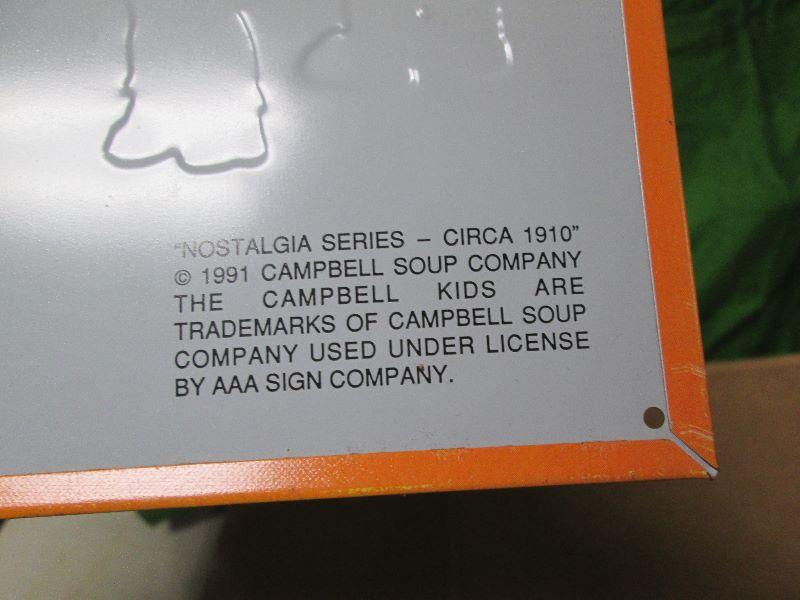 "NOSTALGIA SERIES – CIRCA 1910"
© 1991 CAMPBELL SOUP COMPANY
THE CAMPBELL KIDS ARE
TRADEMARKS OF CAMPBELL SOUP
COMPANY USED UNDER LICENSE
BY AAA SIGN COMPANY.